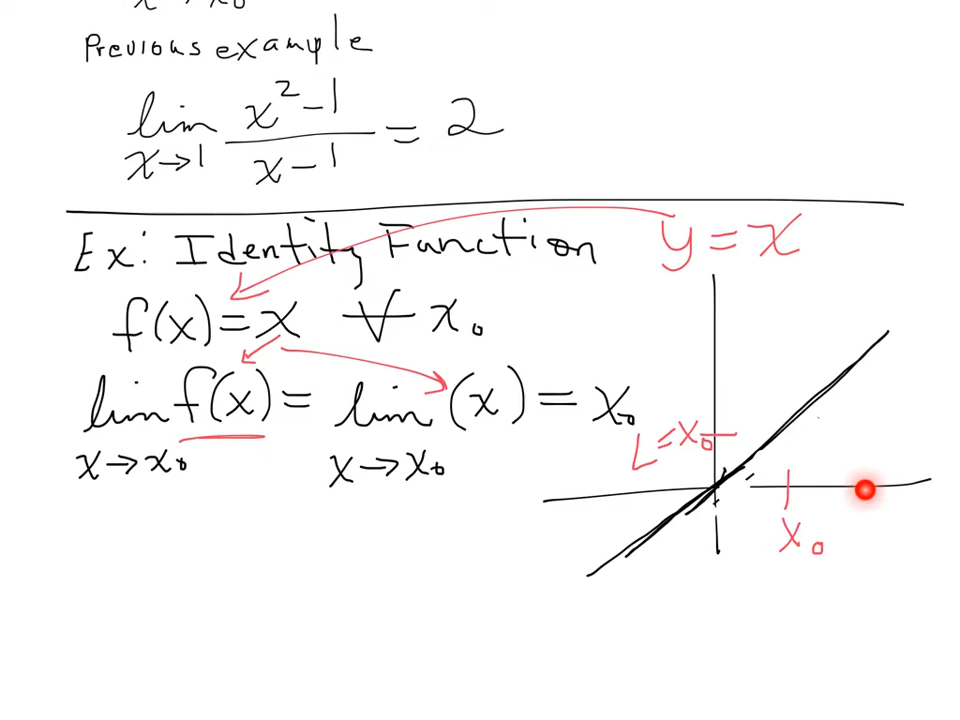 x → x₀
Previous example
lim x→1 (x² - 1)/(x - 1) = 2
Ex: Identity Function y = x
f(x) = x ∀ x₀
lim x→x₀ f(x) = lim x→x₀ (x) = x₀
L = x₀
x₀